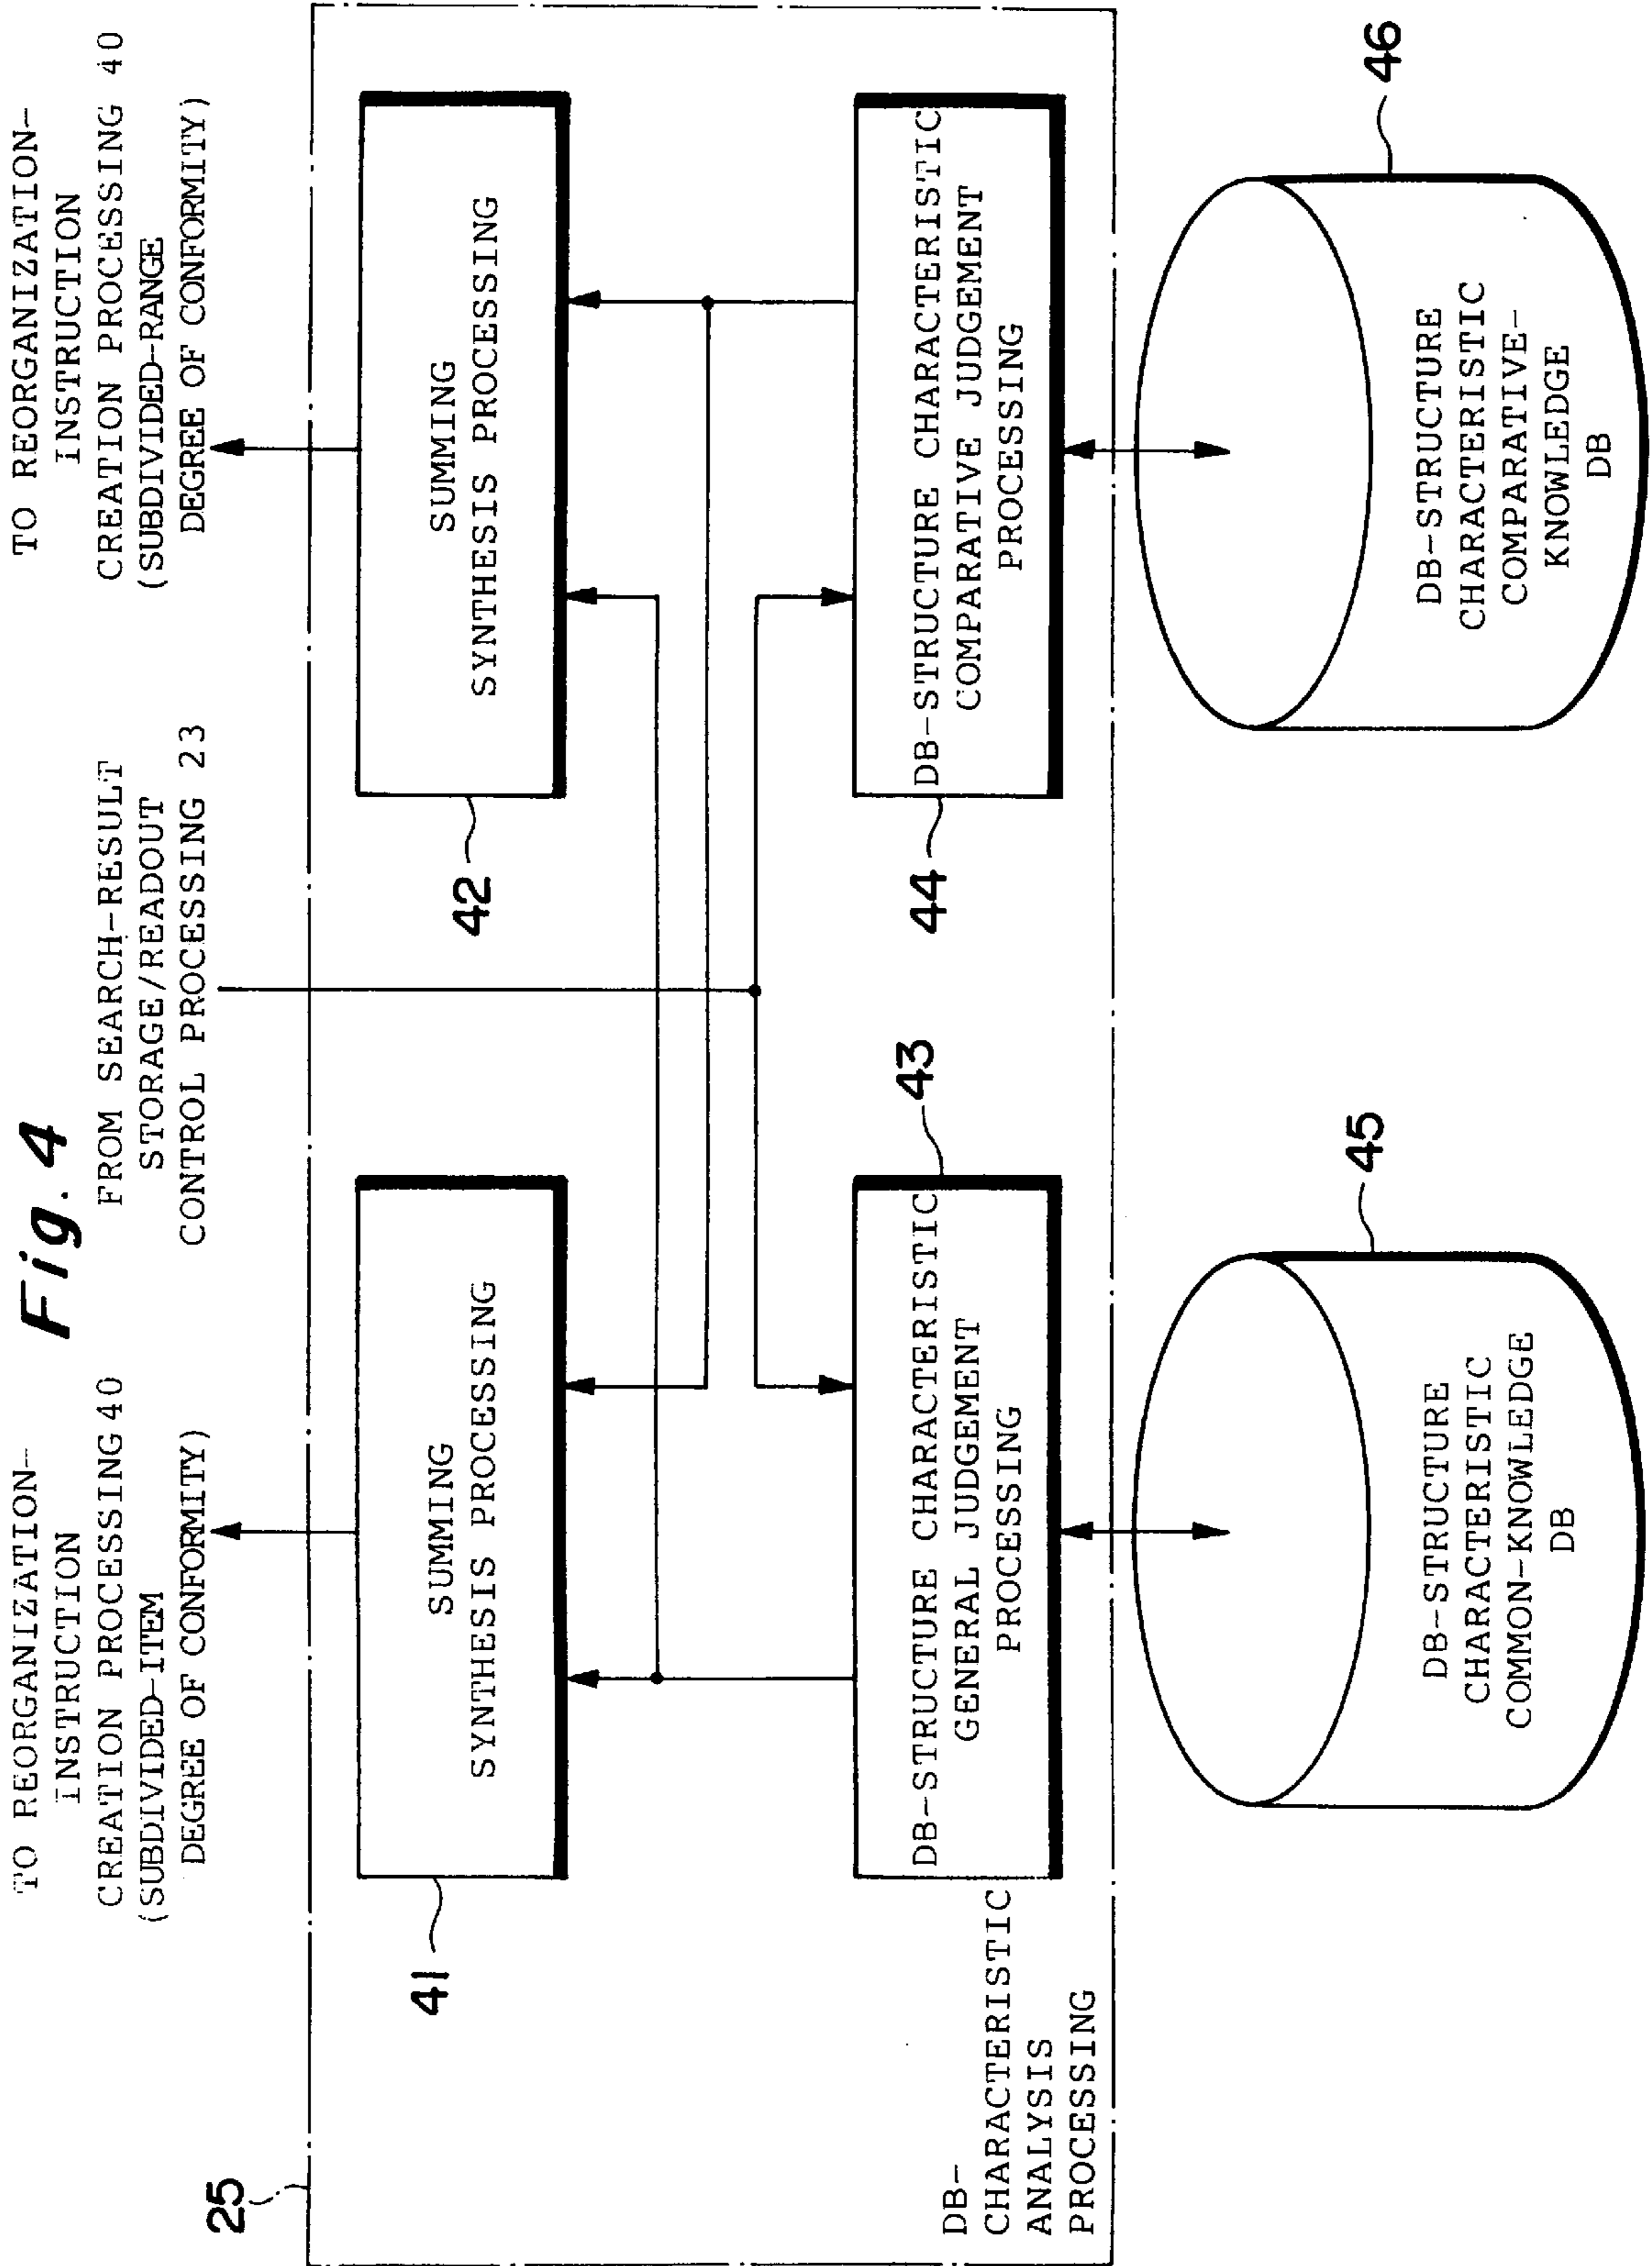 Fig. 4
TO REORGANIZATION-
INSTRUCTION
CREATION PROCESSING 40
(SUBDIVIDED-ITEM
DEGREE OF CONFORMITY)
FROM SEARCH-RESULT
STORAGE/READOUT
CONTROL PROCESSING 23
TO REORGANIZATION-
INSTRUCTION
CREATION PROCESSING 40
(SUBDIVIDED-RANGE
DEGREE OF CONFORMITY)
25
41
SUMMING
SYNTHESIS PROCESSING
42
SUMMING
SYNTHESIS PROCESSING
43
DB-STRUCTURE CHARACTERISTIC
GENERAL JUDGEMENT
PROCESSING
44
DB-STRUCTURE CHARACTERISTIC
COMPARATIVE JUDGEMENT
PROCESSING
DB-
CHARACTERISTIC
ANALYSIS
PROCESSING
45
DB-STRUCTURE
CHARACTERISTIC
COMMON-KNOWLEDGE
DB
46
DB-STRUCTURE
CHARACTERISTIC
COMPARATIVE-
KNOWLEDGE
DB